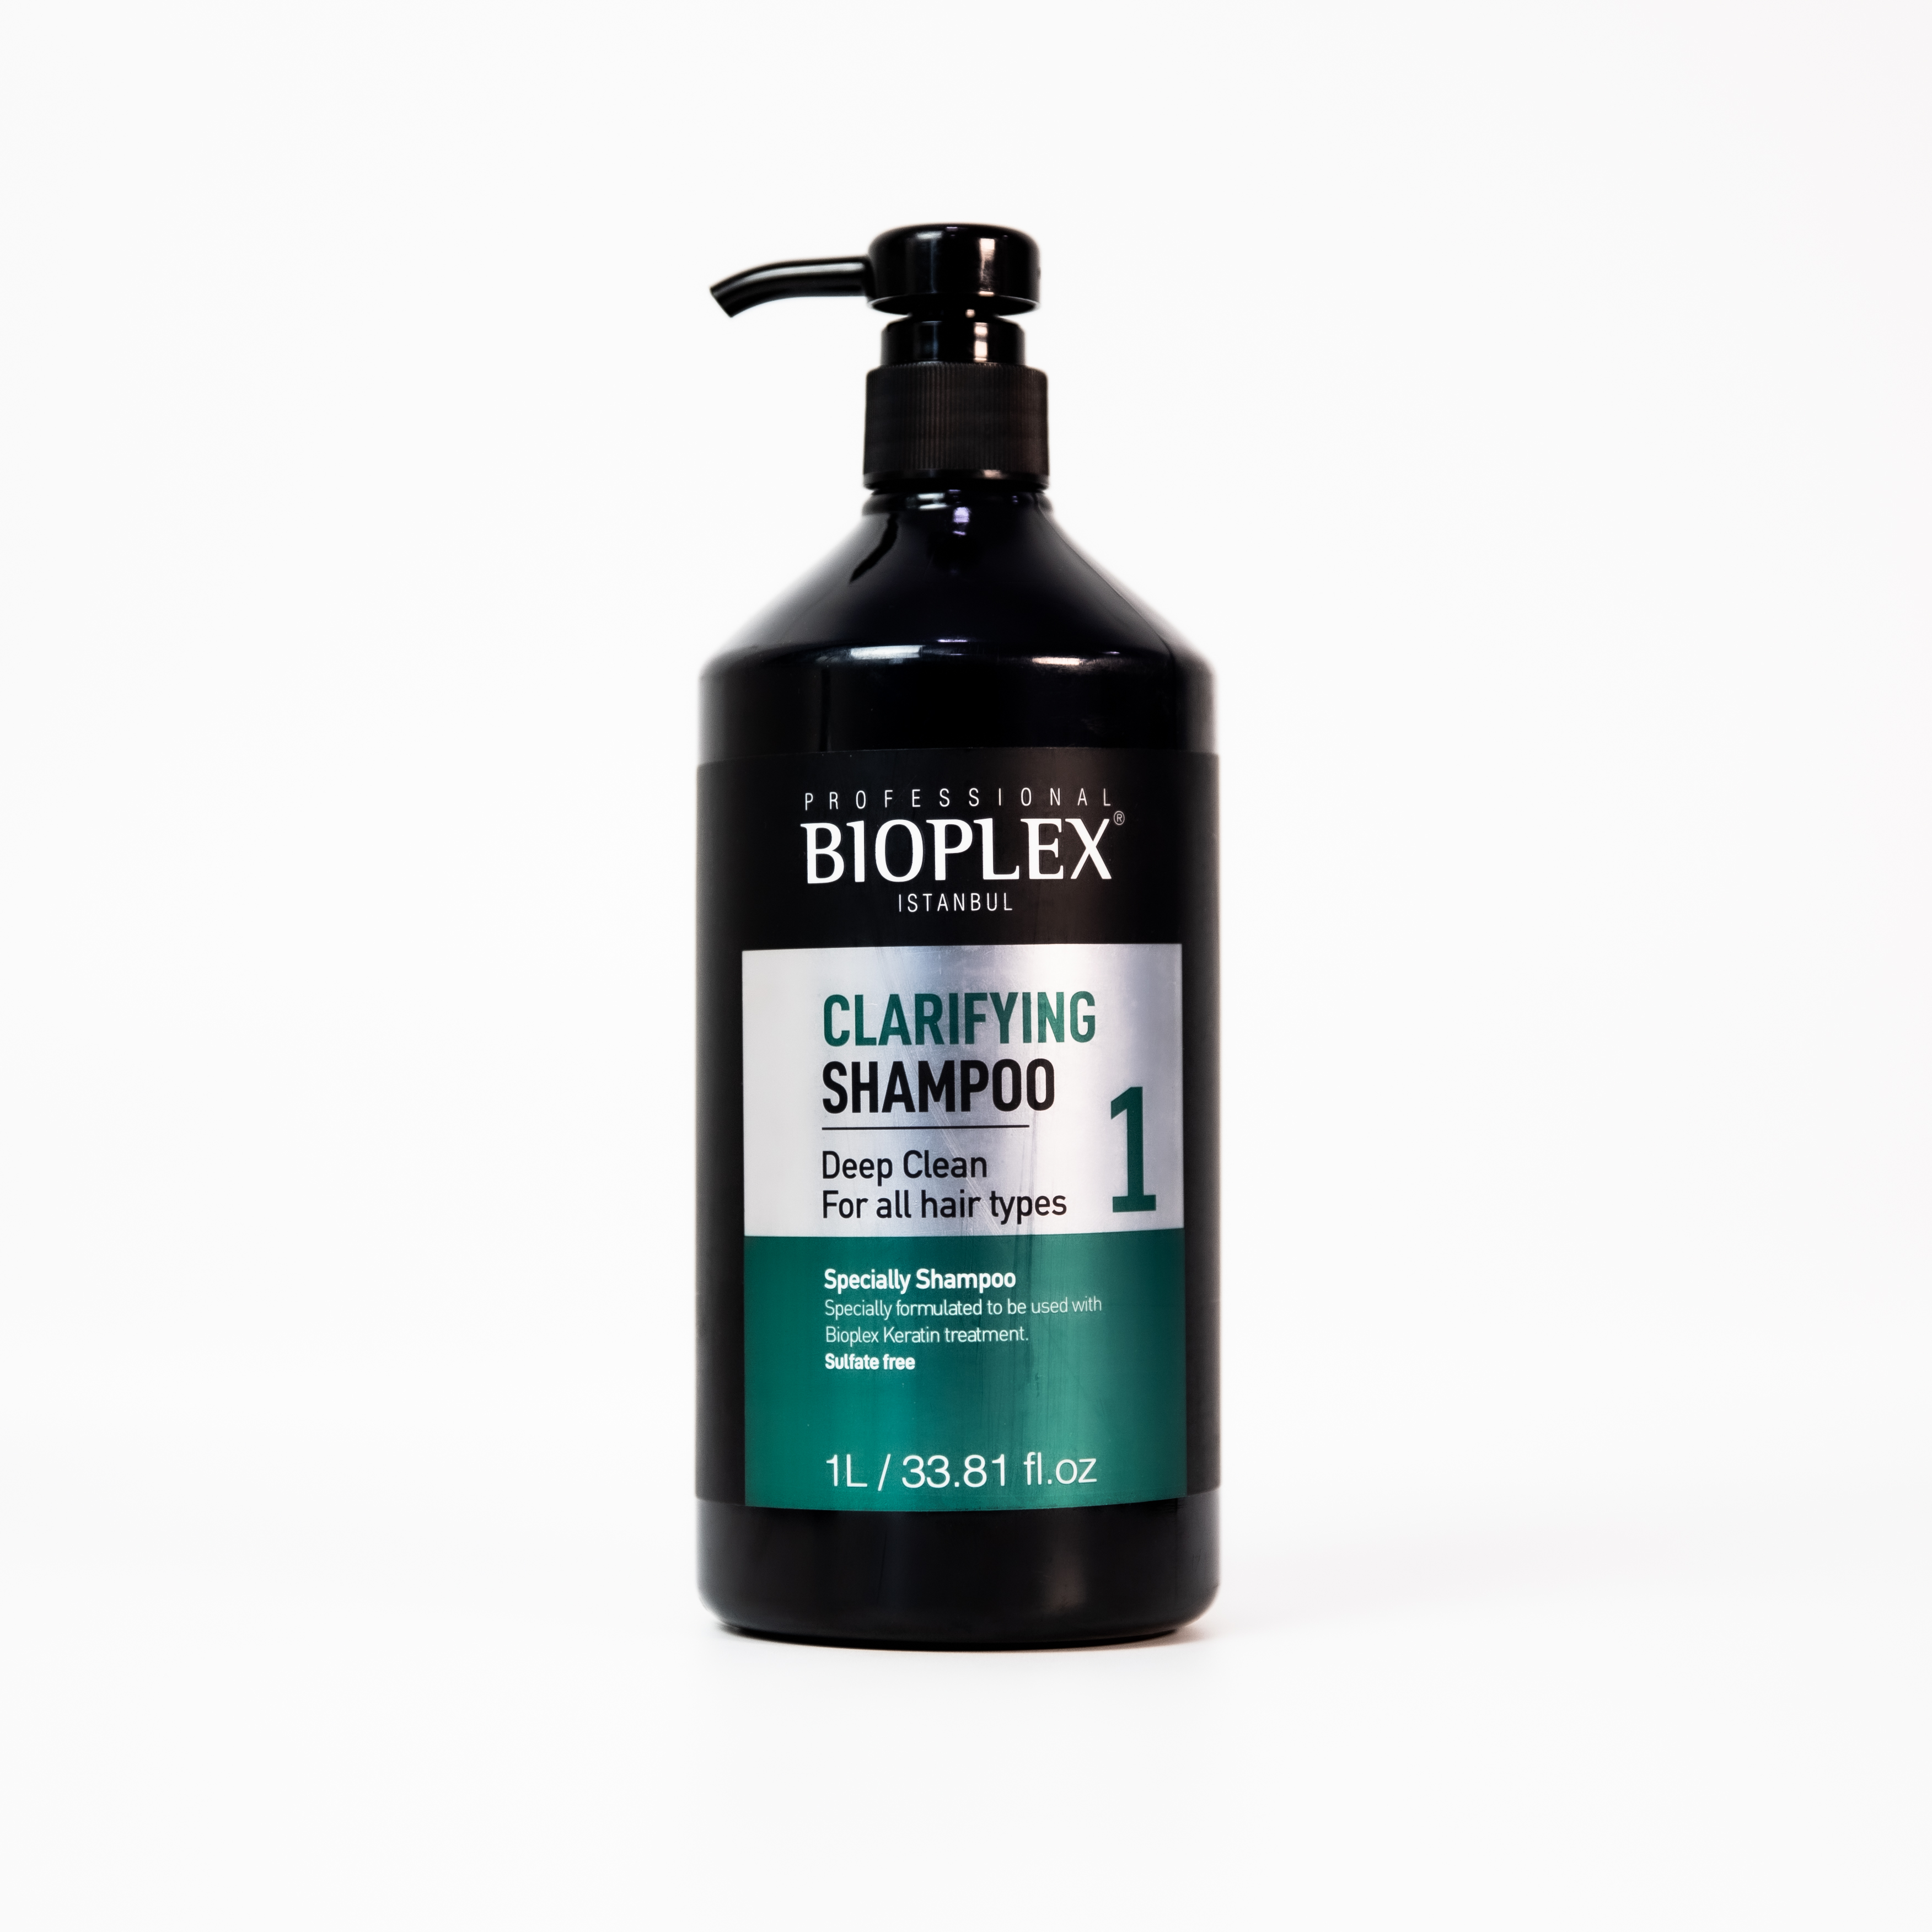 PROFESSIONAL
BIOPLEX®
ISTANBUL
CLARIFYING
SHAMPOO
1
Deep Clean
For all hair types
Specially Shampoo
Specially formulated to be used with
Bioplex Keratin treatment.
Sulfate free
1L / 33.81 fl.oz